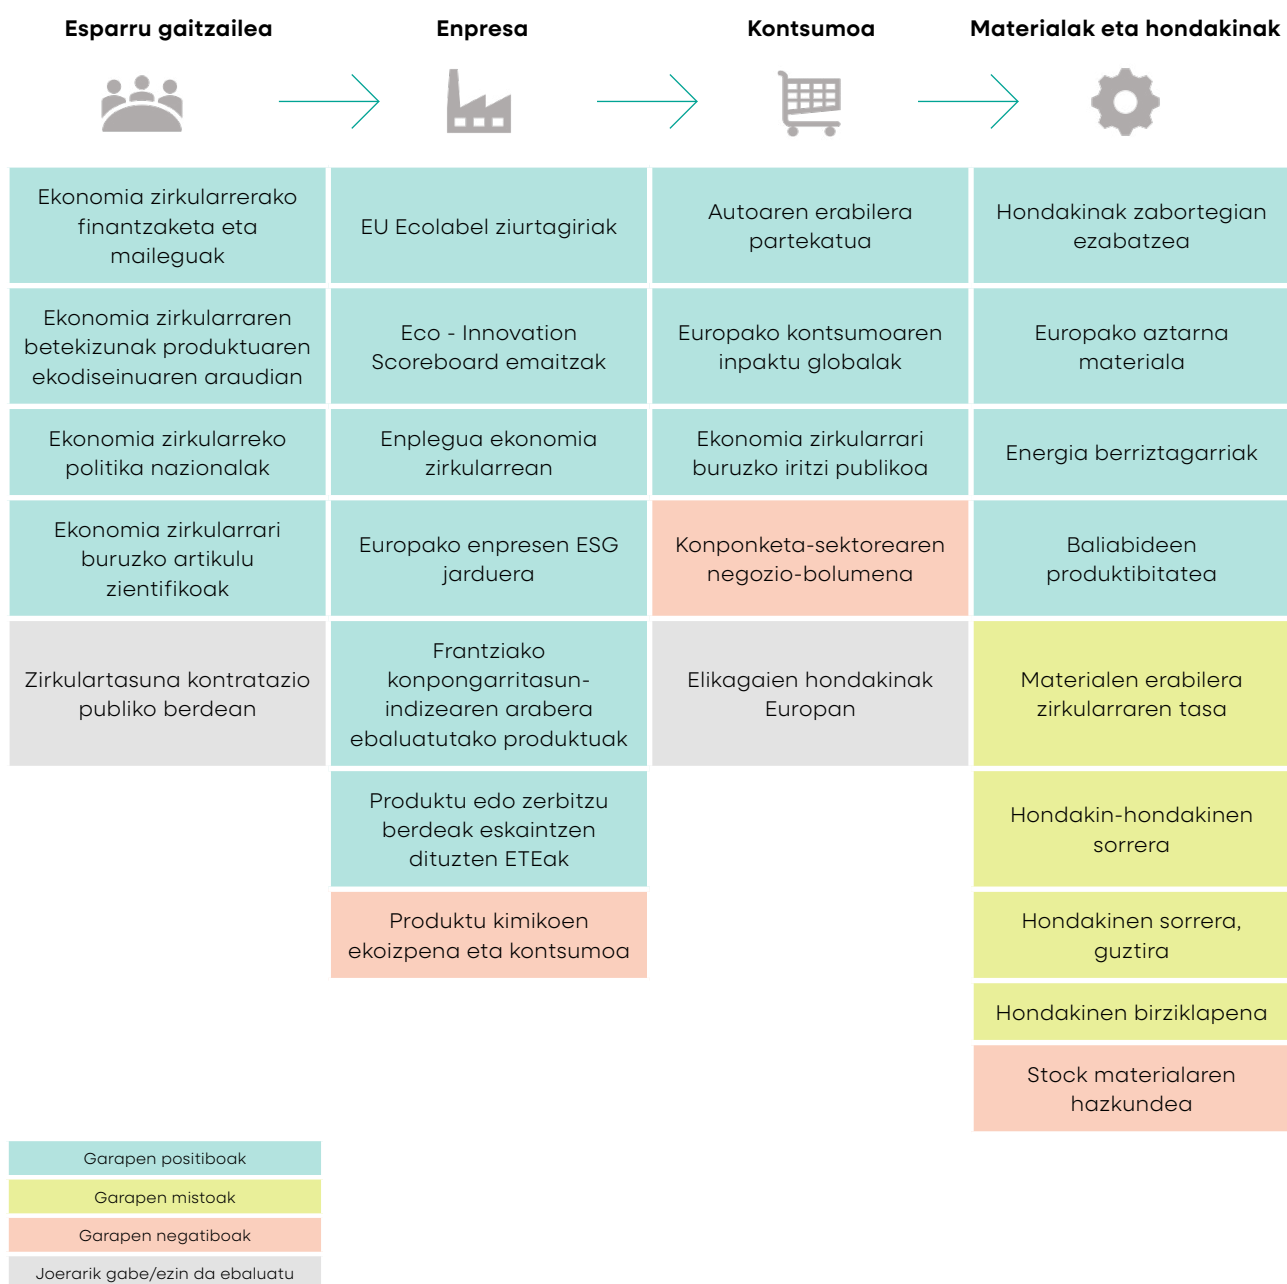 Esparru gaitzailea
Enpresa
Kontsumoa
Materialak eta hondakinak
Ekonomia zirkularrerako
finantzaketa eta
maileguak
Ekonomia zirkularraren
betekizunak produktuaren
ekodiseinuaren araudian
Ekonomia zirkularreko
politika nazionalak
Ekonomia zirkularrari
buruzko artikulu
zientifikoak
Zirkulartasuna kontratazio
publiko berdean
EU Ecolabel ziurtagiriak
Eco - Innovation
Scoreboard emaitzak
Enplegua ekonomia
zirkularrean
Europako enpresen ESG
jarduera
Frantziako
konpongarritasun-
indizearen arabera
ebaluatutako produktuak
Produktu edo zerbitzu
berdeak eskaintzen
dituzten ETEak
Produktu kimikoen
ekoizpena eta kontsumoa
Autoaren erabilera
partekatua
Europako kontsumoaren
inpaktu globalak
Ekonomia zirkularrari
buruzko iritzi publikoa
Konponketa-sektorearen
negozio-bolumena
Elikagaien hondakinak
Europan
Hondakinak zabortegian
ezabatzea
Europako aztarna
materiala
Energia berriztagarriak
Baliabideen
produktibitatea
Materialen erabilera
zirkularraren tasa
Hondakin-hondakinen
sorrera
Hondakinen sorrera,
guztira
Hondakinen birziklapena
Stock materialaren
hazkundea
Garapen positiboak
Garapen mistoak
Garapen negatiboak
Joerarik gabe/ezin da ebaluatu